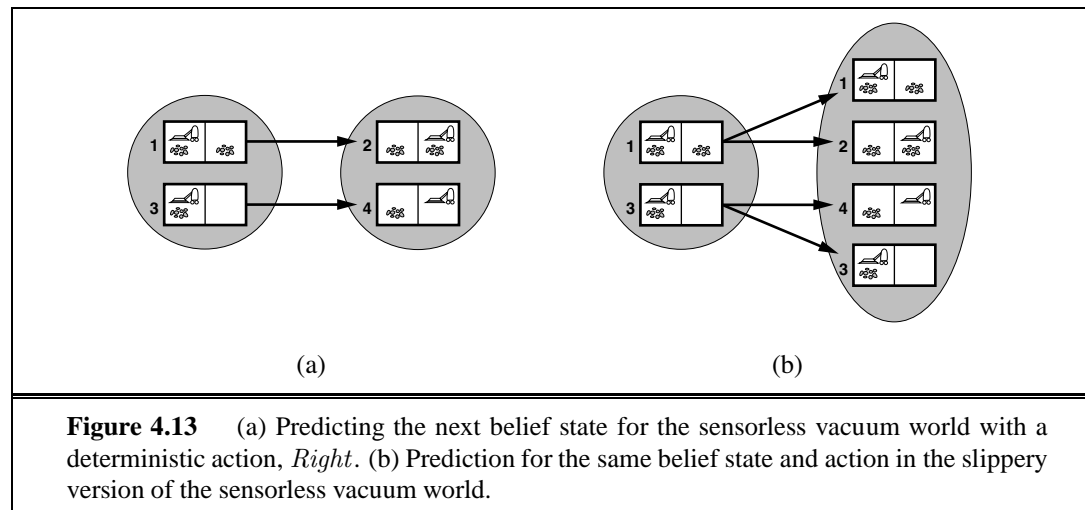 1
2
3
4
(a)
1
3
1
2
4
3
(b)
Figure 4.13 (a) Predicting the next belief state for the sensorless vacuum world with a
deterministic action, Right. (b) Prediction for the same belief state and action in the slippery
version of the sensorless vacuum world.